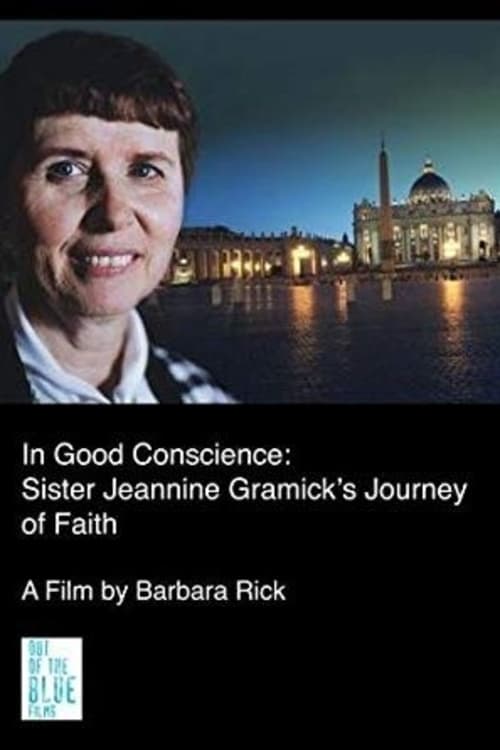 In Good Conscience:
Sister Jeannine Gramick's Journey
of Faith
A Film by Barbara Rick
OUT
OF THE
BLUE
FILMS